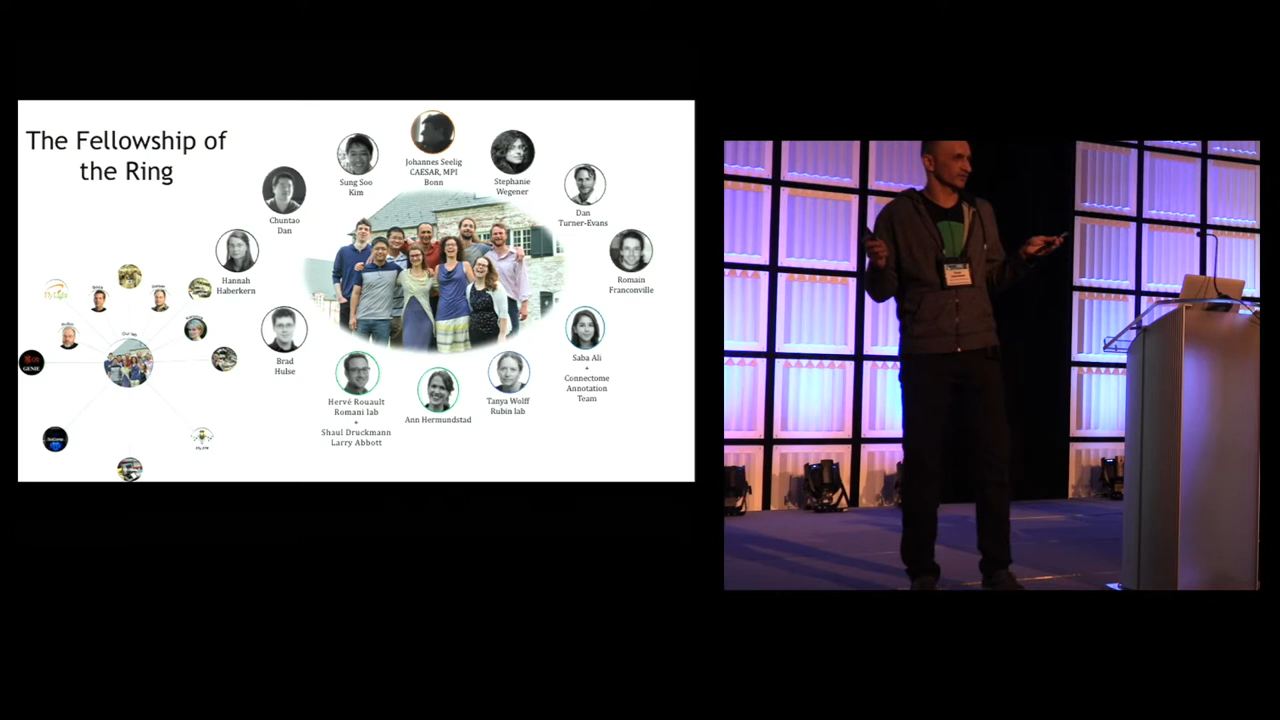 The Fellowship of
the Ring
Johannes Seelig
CAESAR, MPI
Bonn
Sung Soo
Kim
Stephanie
Wegener
Chuntao
Dan
Dan
Turner-Evans
Hannah
Haberkern
Romain
Franconville
Brad
Hulse
Saba Ali
+
Connectome
Annotation
Team
Hervé Rouault
Romani lab
+
Shaul Druckmann
Larry Abbott
Ann Hermundstad
Tanya Wolff
Rubin lab
GENIE